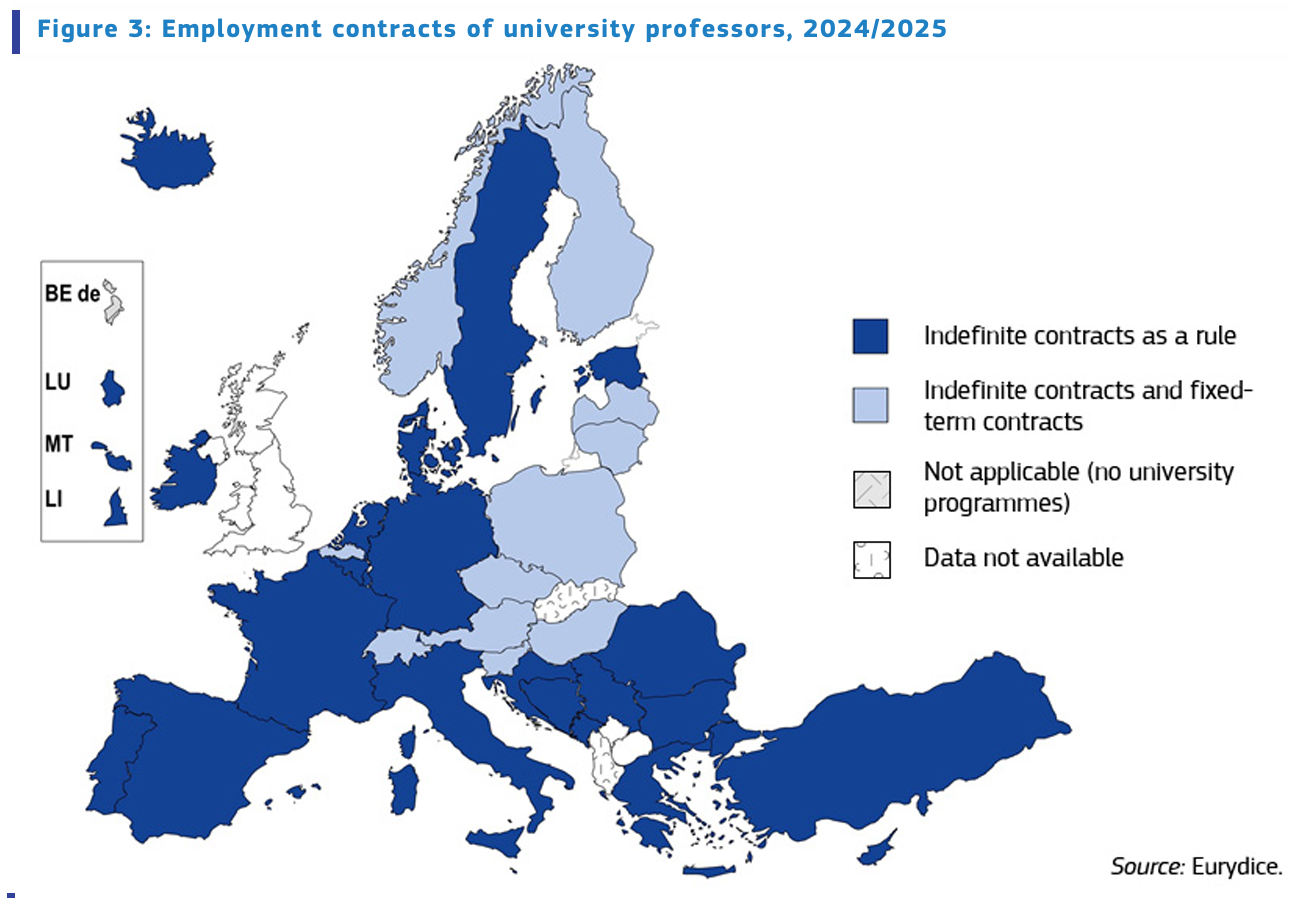 Figure 3: Employment contracts of university professors, 2024/2025
BE de
LU
MT
LI
Indefinite contracts as a rule
Indefinite contracts and fixed-
term contracts
Not applicable (no university
programmes)
Data not available
Source: Eurydice.